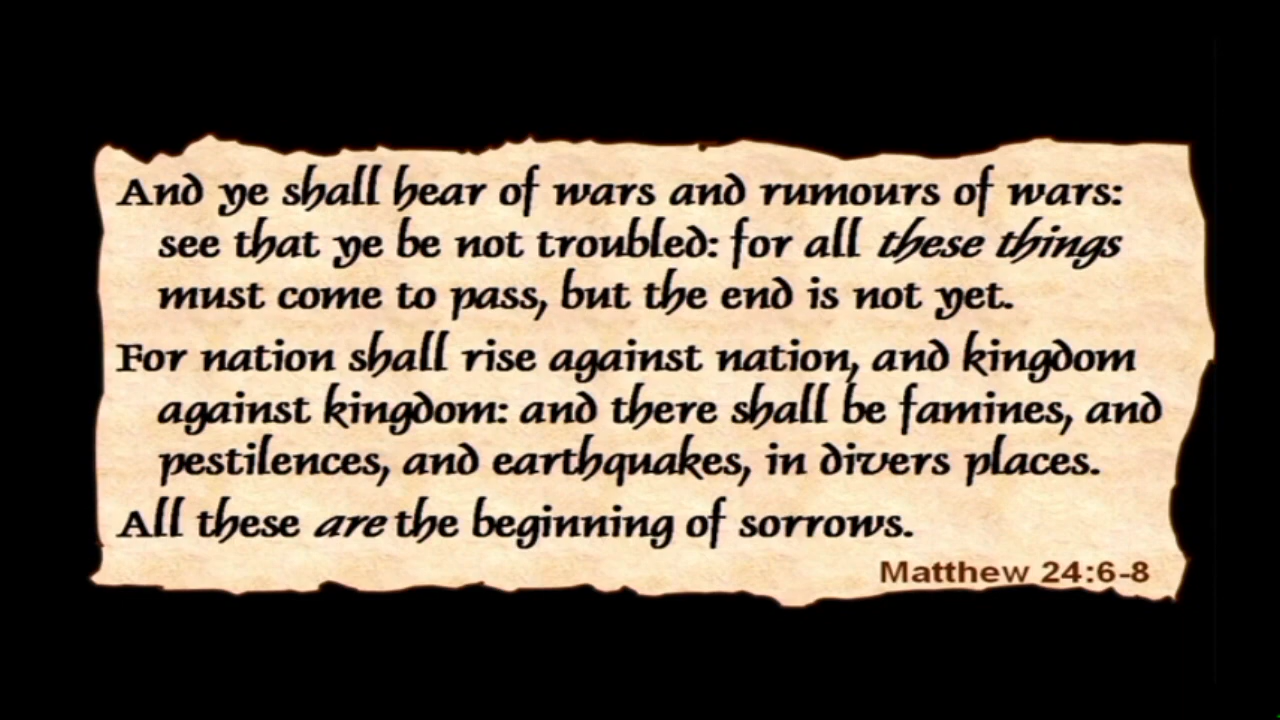 And ye shall hear of wars and rumours of wars:
see that ye be not troubled: for all these things
must come to pass, but the end is not yet.
For nation shall rise against nation, and kingdom
against kingdom: and there shall be famines, and
pestilences, and earthquakes, in divers places.
All these are the beginning of sorrows.
Matthew 24:6-8